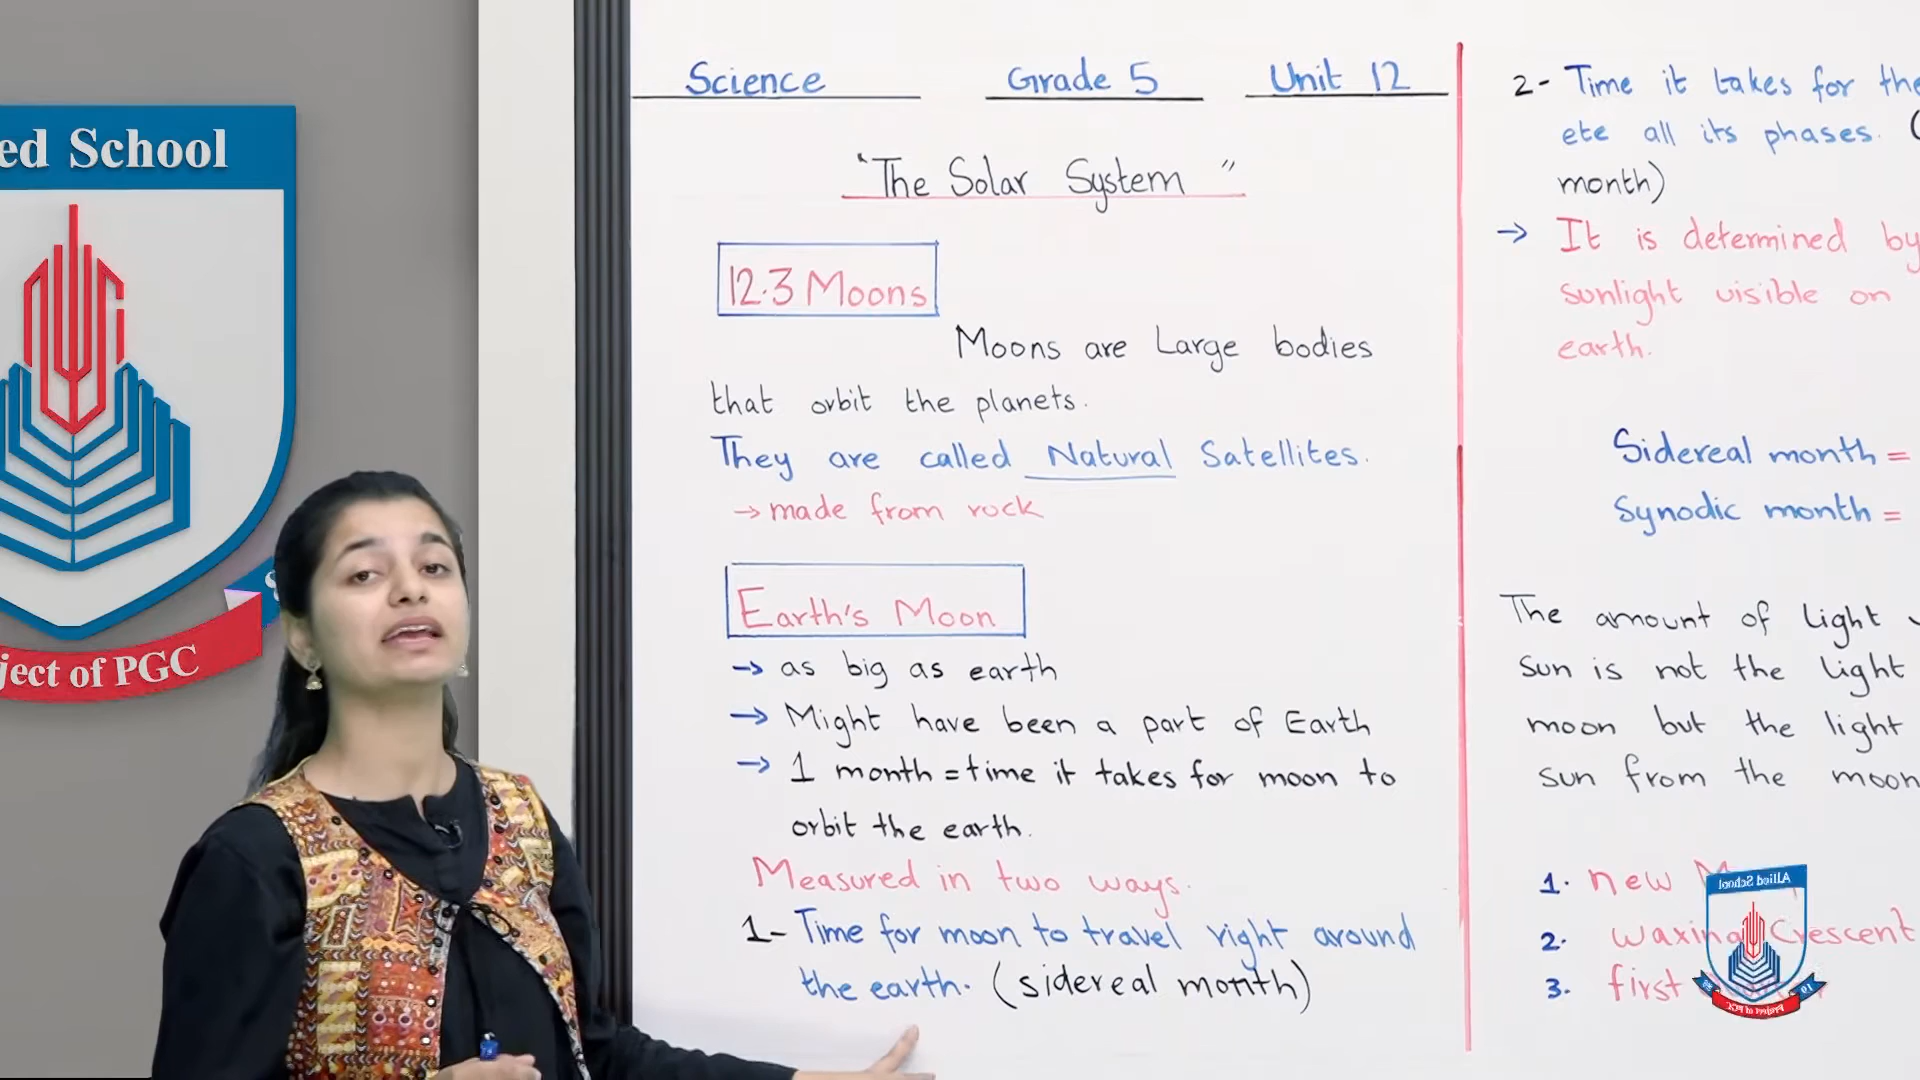 ed School
ject of PGC
Science Grade 5 Unit 12
"The Solar System"
12.3 Moons
Moons are Large bodies
that orbit the planets.
They are called Natural Satellites.
→ made from rock
Earth's Moon
→ as big as earth
→ Might have been a part of Earth
→ 1 month = time it takes for moon to
orbit the earth.
Measured in two ways.
1- Time for moon to travel right around
the earth. (sidereal month)
2- Time it takes for the
ete all its phases. (
month)
→ It is determined by
sunlight visible on
earth.
Sidereal month =
Synodic month =
The amount of light
sun is not the light
moon but the light
sun from the moon
1. new
2. waxing Crescent
3. first
Allied School
Project of PGC